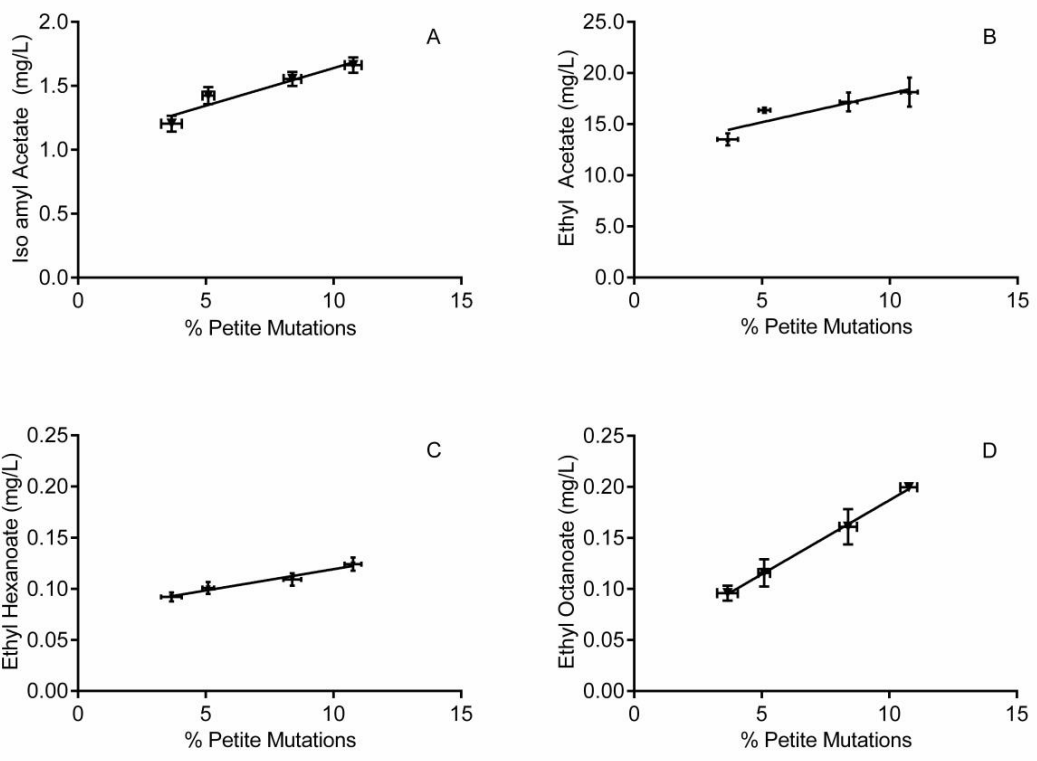 A
Iso amyl Acetate (mg/L)
2.0
1.5
1.0
0.5
0.0
0 5 10 15
% Petite Mutations
B
Ethyl Acetate (mg/L)
25.0
20.0
15.0
10.0
5.0
0.0
0 5 10 15
% Petite Mutations
C
Ethyl Hexanoate (mg/L)
0.25
0.20
0.15
0.10
0.05
0.00
0 5 10 15
% Petite Mutations
D
Ethyl Octanoate (mg/L)
0.25
0.20
0.15
0.10
0.05
0.00
0 5 10 15
% Petite Mutations